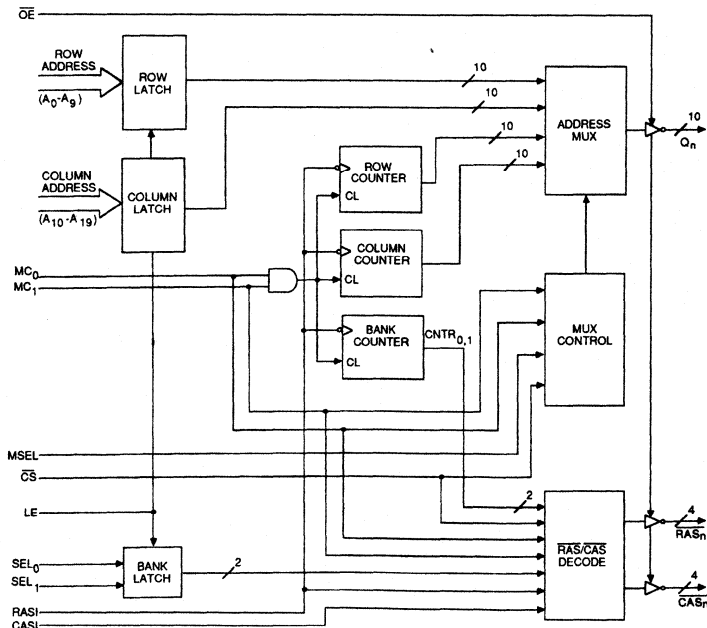 OE
ROW
ADDRESS
(A0-A9)
ROW
LATCH
10
10
10
10
ADDRESS
MUX
10
Qn
COLUMN
ADDRESS
(A10-A19)
COLUMN
LATCH
ROW
COUNTER
CL
COLUMN
COUNTER
CL
MC0
MC1
BANK
COUNTER
CL
CNTR0,1
MUX
CONTROL
MSEL
CS
LE
2
SEL0
SEL1
BANK
LATCH
2
RAS/CAS
DECODE
4
RASn
4
CASn
RASI
CASI